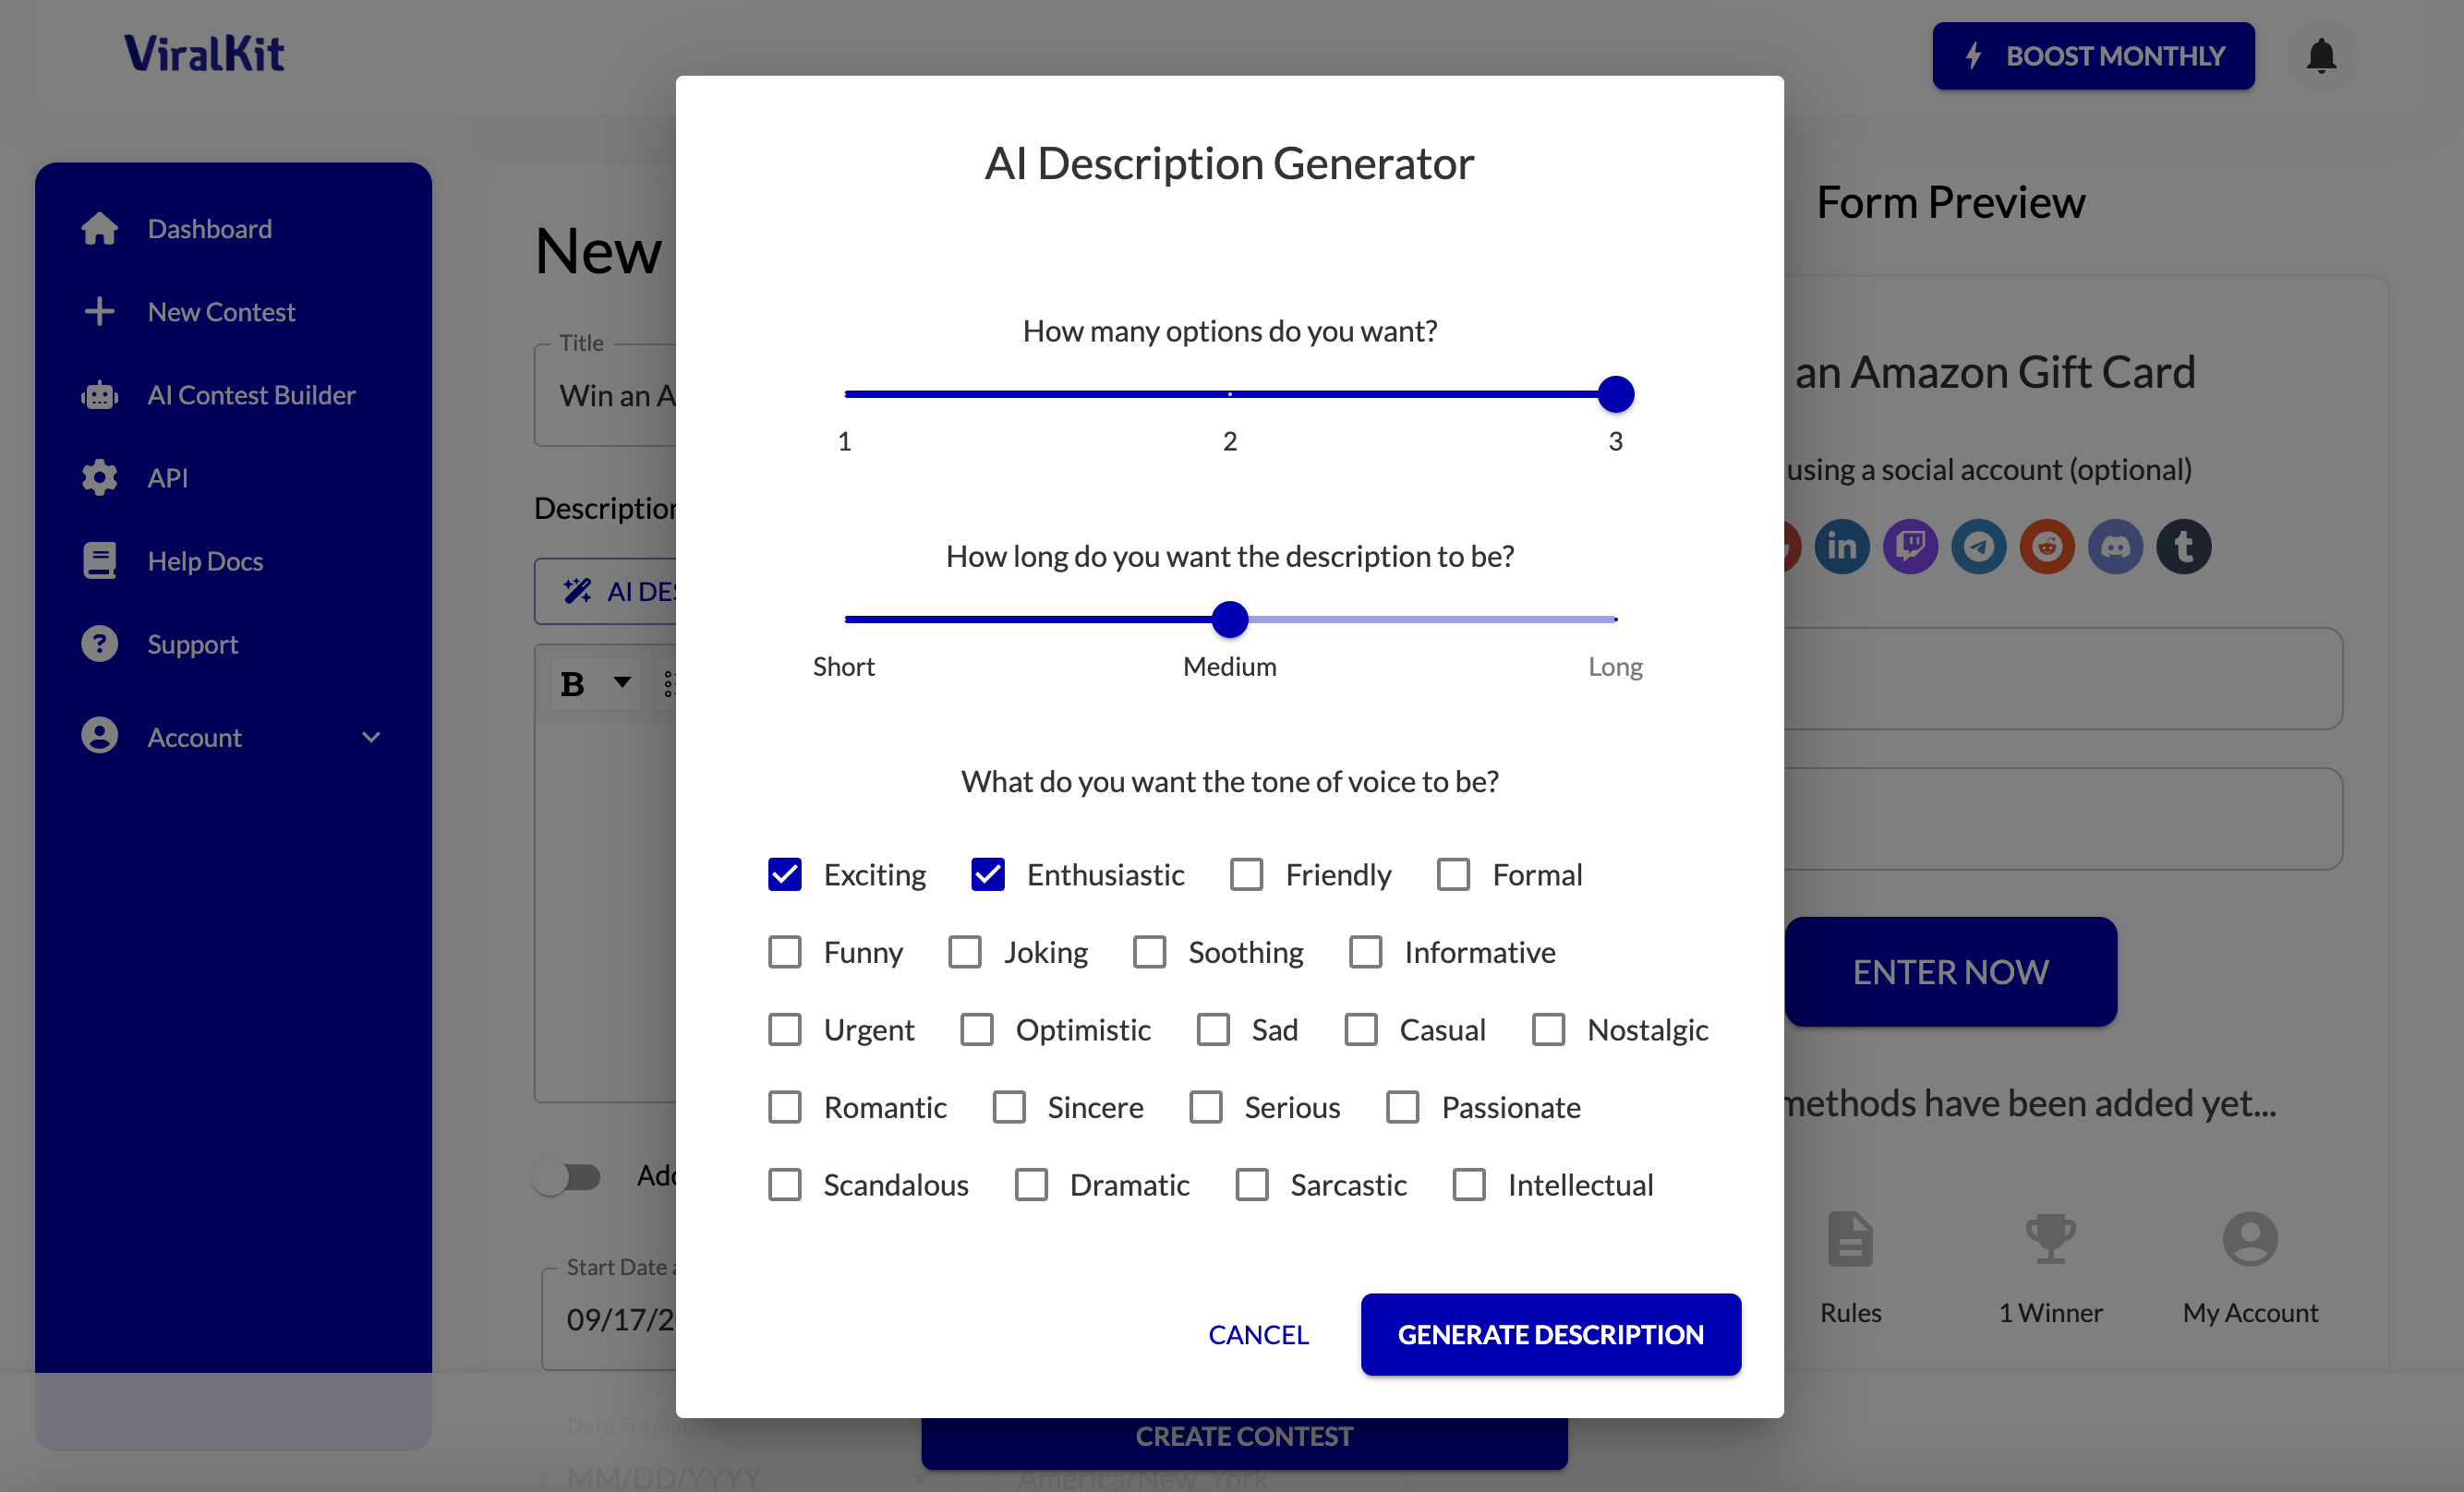 ViralKit
BOOST MONTHLY
Dashboard
New Contest
AI Contest Builder
API
Help Docs
Support
Account
New
Title
Win an A
Description
AI DES
B
Add
Start Date a
09/17/2
Date Format
MM/DD/YYYY
America/New_York
CREATE CONTEST
AI Description Generator
How many options do you want?
1 2 3
How long do you want the description to be?
Short Medium Long
What do you want the tone of voice to be?
Exciting Enthusiastic Friendly Formal
Funny Joking Soothing Informative
Urgent Optimistic Sad Casual Nostalgic
Romantic Sincere Serious Passionate
Scandalous Dramatic Sarcastic Intellectual
CANCEL GENERATE DESCRIPTION
Form Preview
an Amazon Gift Card
using a social account (optional)
ENTER NOW
methods have been added yet...
Rules 1 Winner My Account